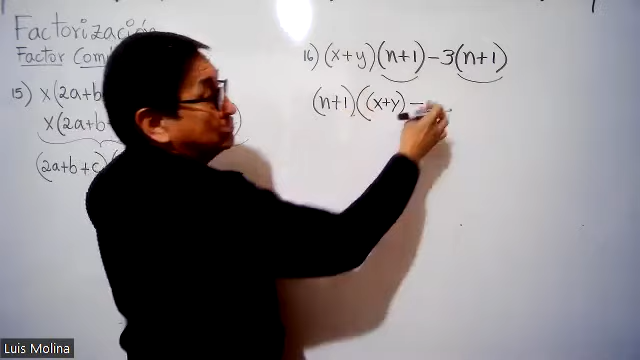 Factorización
Factor Com
15) x(2a+b
x(2a+b
(2a+b+c)(
16) (x+y)(n+1)-3(n+1)
(n+1)((x+y)-
Luis Molina